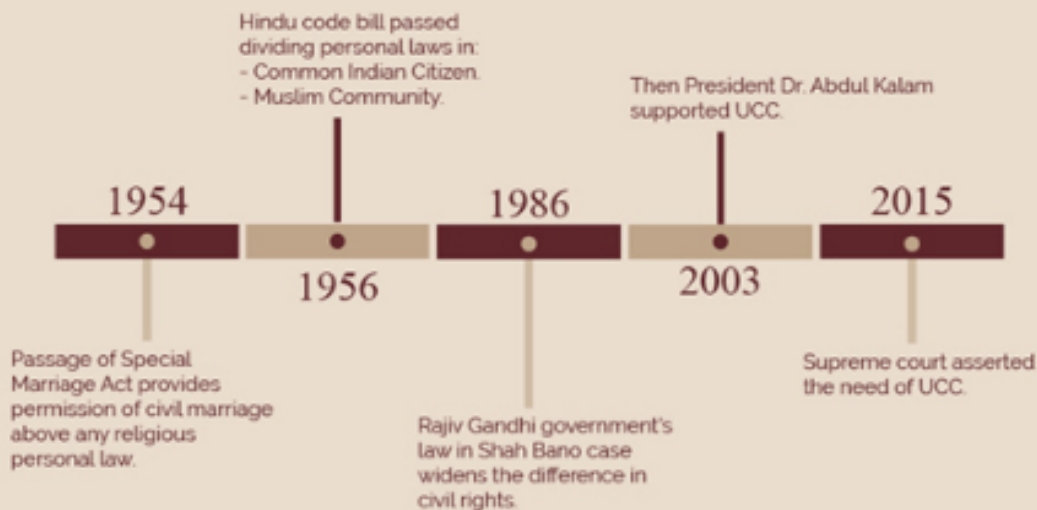 Hindu code bill passed
dividing personal laws in:
- Common Indian Citizen.
- Muslim Community.
Then President Dr. Abdul Kalam
supported UCC.
1954
1986
2015
1956
2003
Passage of Special
Marriage Act provides
permission of civil marriage
above any religious
personal law.
Rajiv Gandhi government's
law in Shah Bano case
widens the difference in
civil rights.
Supreme court asserted
the need of UCC.